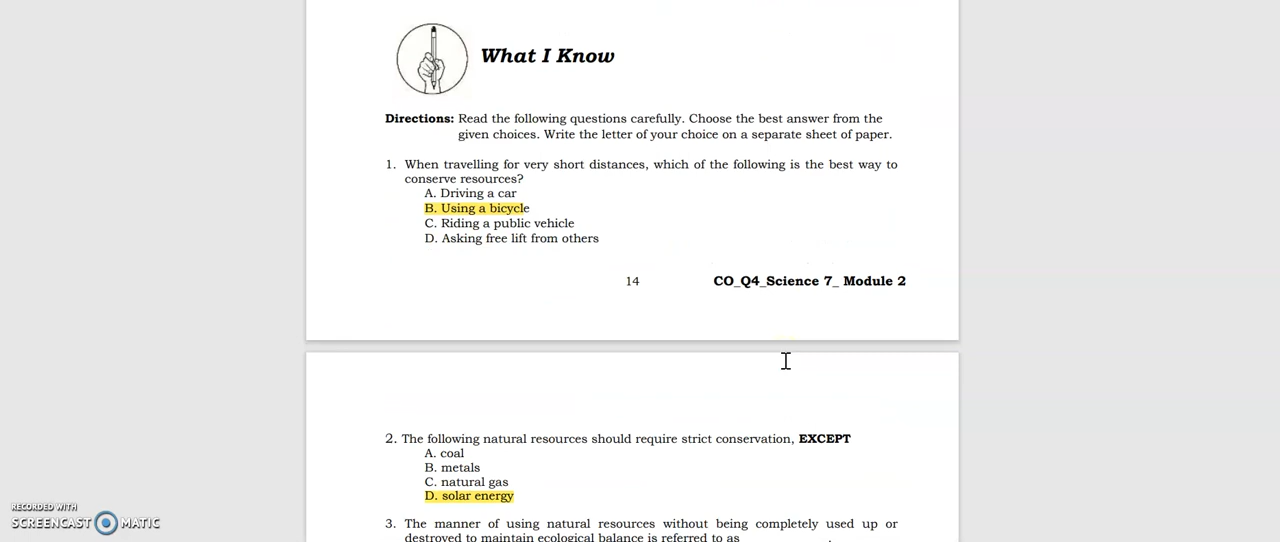 What I Know
Directions: Read the following questions carefully. Choose the best answer from the
given choices. Write the letter of your choice on a separate sheet of paper.
1. When travelling for very short distances, which of the following is the best way to
conserve resources?
A. Driving a car
B. Using a bicycle
C. Riding a public vehicle
D. Asking free lift from others
14 CO_Q4_Science 7_ Module 2
2. The following natural resources should require strict conservation, EXCEPT
A. coal
B. metals
C. natural gas
D. solar energy
3. The manner of using natural resources without being completely used up or
destroyed to maintain ecological balance is referred to as
RECORDED WITH
SCREENCAST MATIC